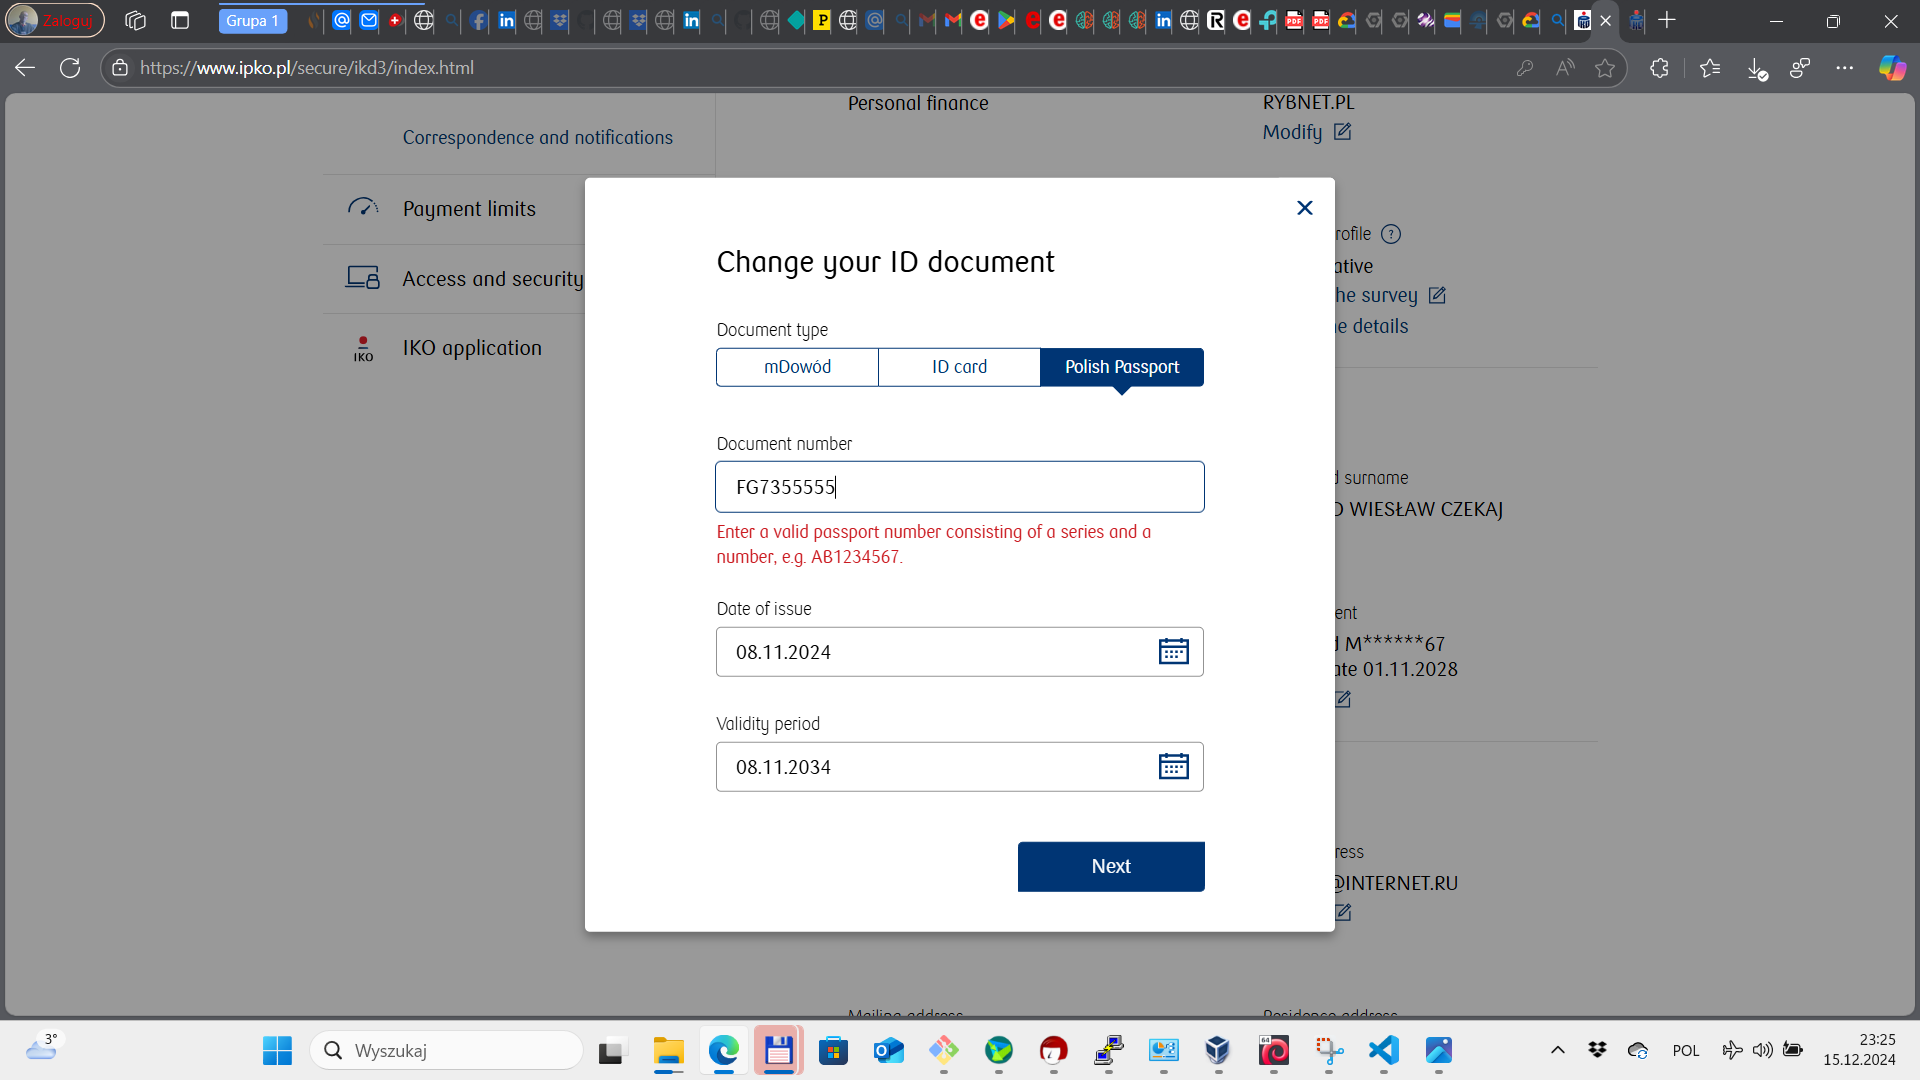 Zaloguj
Grupa 1
https://www.ipko.pl/secure/ikd3/index.html
Correspondence and notifications
Payment limits
Access and security
IKO
IKO application
Personal finance
RYBNET.PL
Modify
rofile ?
ative
he survey
e details
Change your ID document
Document type
mDowód
ID card
Polish Passport
Document number
FG7355555
Enter a valid passport number consisting of a series and a
number, e.g. AB1234567.
Date of issue
08.11.2024
Validity period
08.11.2034
Next
d surname
O WIESŁAW CZEKAJ
ent
d M******67
ate 01.11.2028
ress
@INTERNET.RU
Mailing address
Residence address
3°
Wyszukaj
64
POL
23:25
15.12.2024